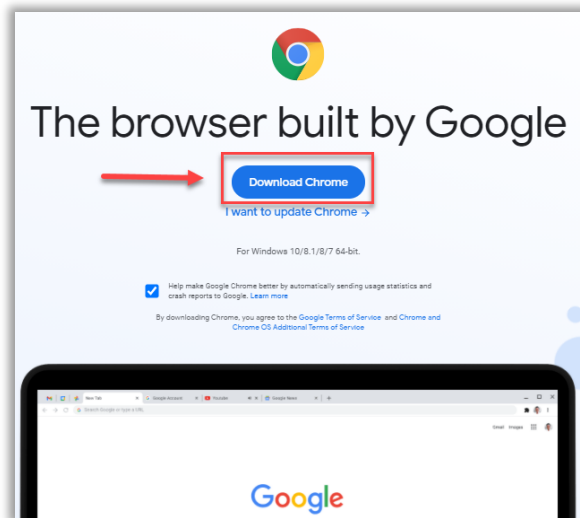 The browser built by Google
Download Chrome
I want to update Chrome →
For Windows 10/8.1/8/7 64-bit.
Help make Google Chrome better by automatically sending usage statistics and
crash reports to Google. Learn more
By downloading Chrome, you agree to the Google Terms of Service and Chrome and
Chrome OS Additional Terms of Service
New Tab Google Account Youtube Google News
Search Google or type a URL
Gmail Images
Google